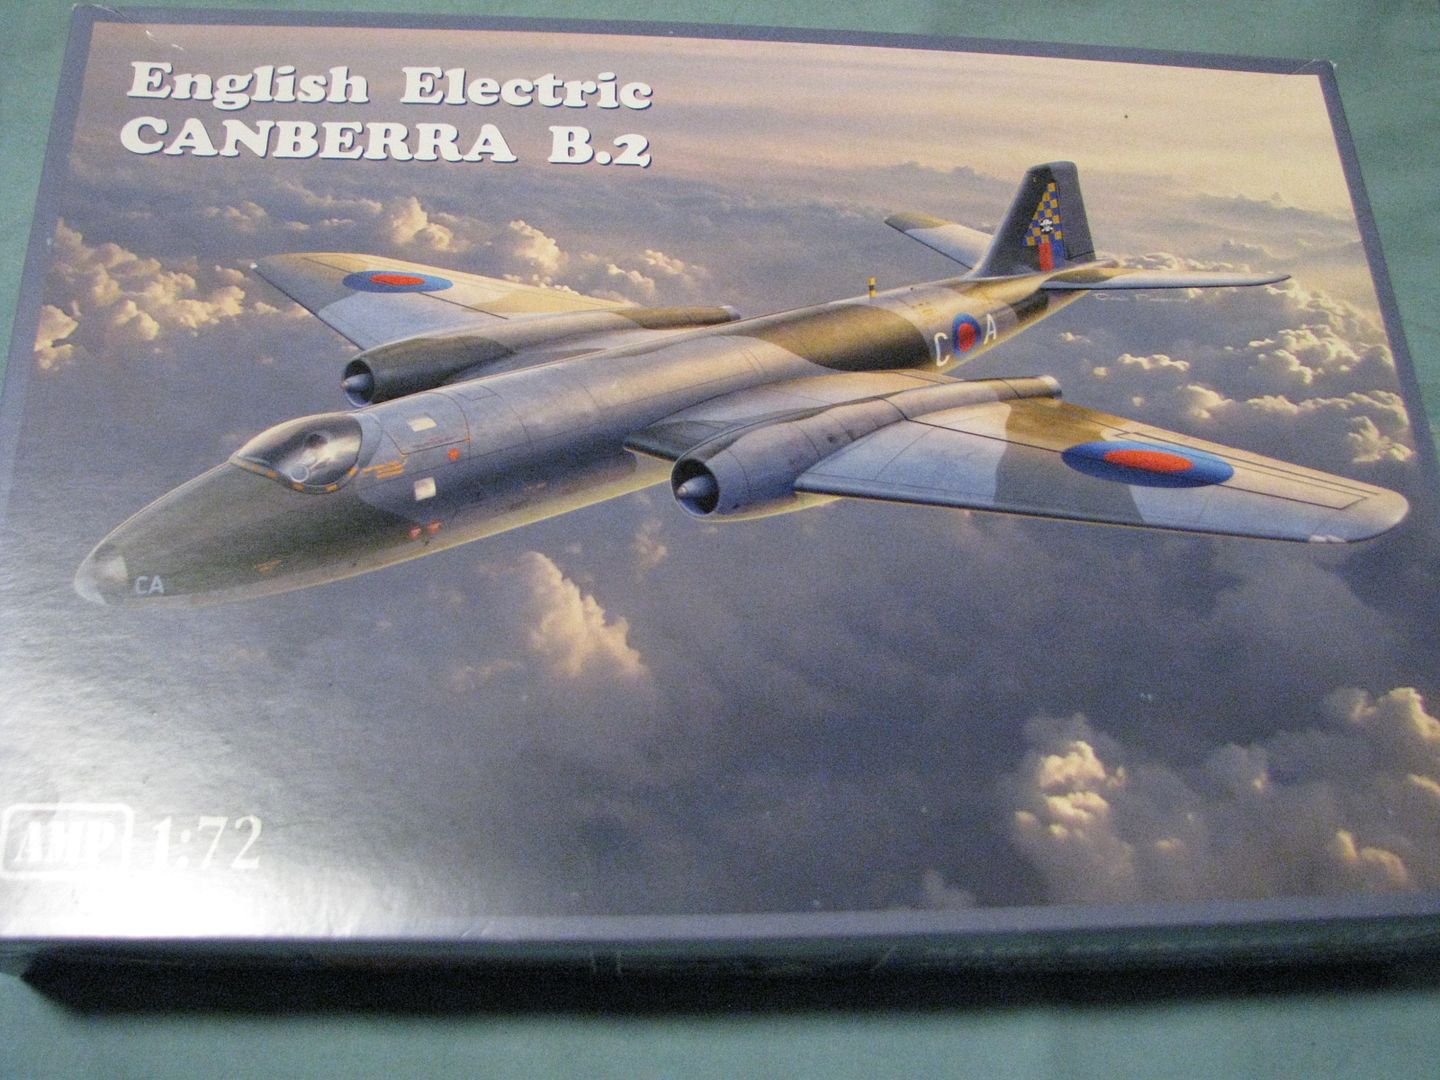 English Electric
CANBERRA B.2
C A
CA
AMP 1:72